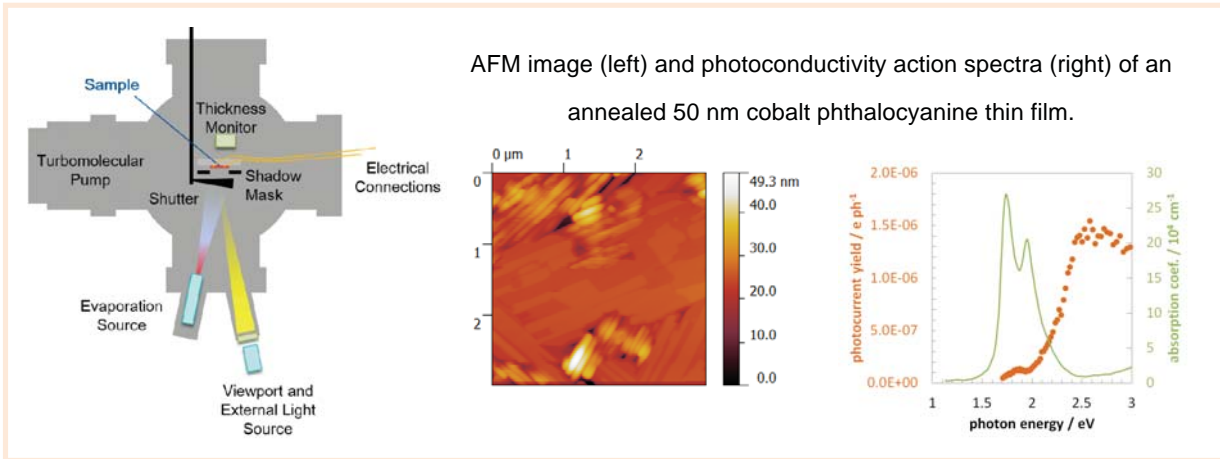 Sample
Thickness
Monitor
Turbomolecular
Pump
Shutter
Shadow
Mask
Electrical
Connections
Evaporation
Source
Viewport and
External Light
Source
AFM image (left) and photoconductivity action spectra (right) of an
annealed 50 nm cobalt phthalocyanine thin film.
0 µm 1 2
0
1
2
49.3 nm
40.0
30.0
20.0
10.0
0.0
photocurrent yield / e ph⁻¹
2.0E-06
1.5E-06
1.0E-06
5.0E-07
0.0E+00
30
25
20
15
10
5
0
absorption coef. / 10⁴ cm⁻¹
1 1.5 2 2.5 3
photon energy / eV